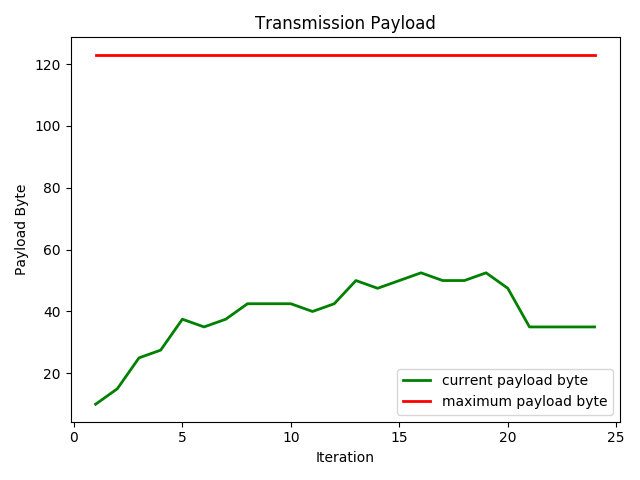 Transmission Payload
Payload Byte
120
100
80
60
40
20
0
5
10
15
20
25
Iteration
current payload byte
maximum payload byte